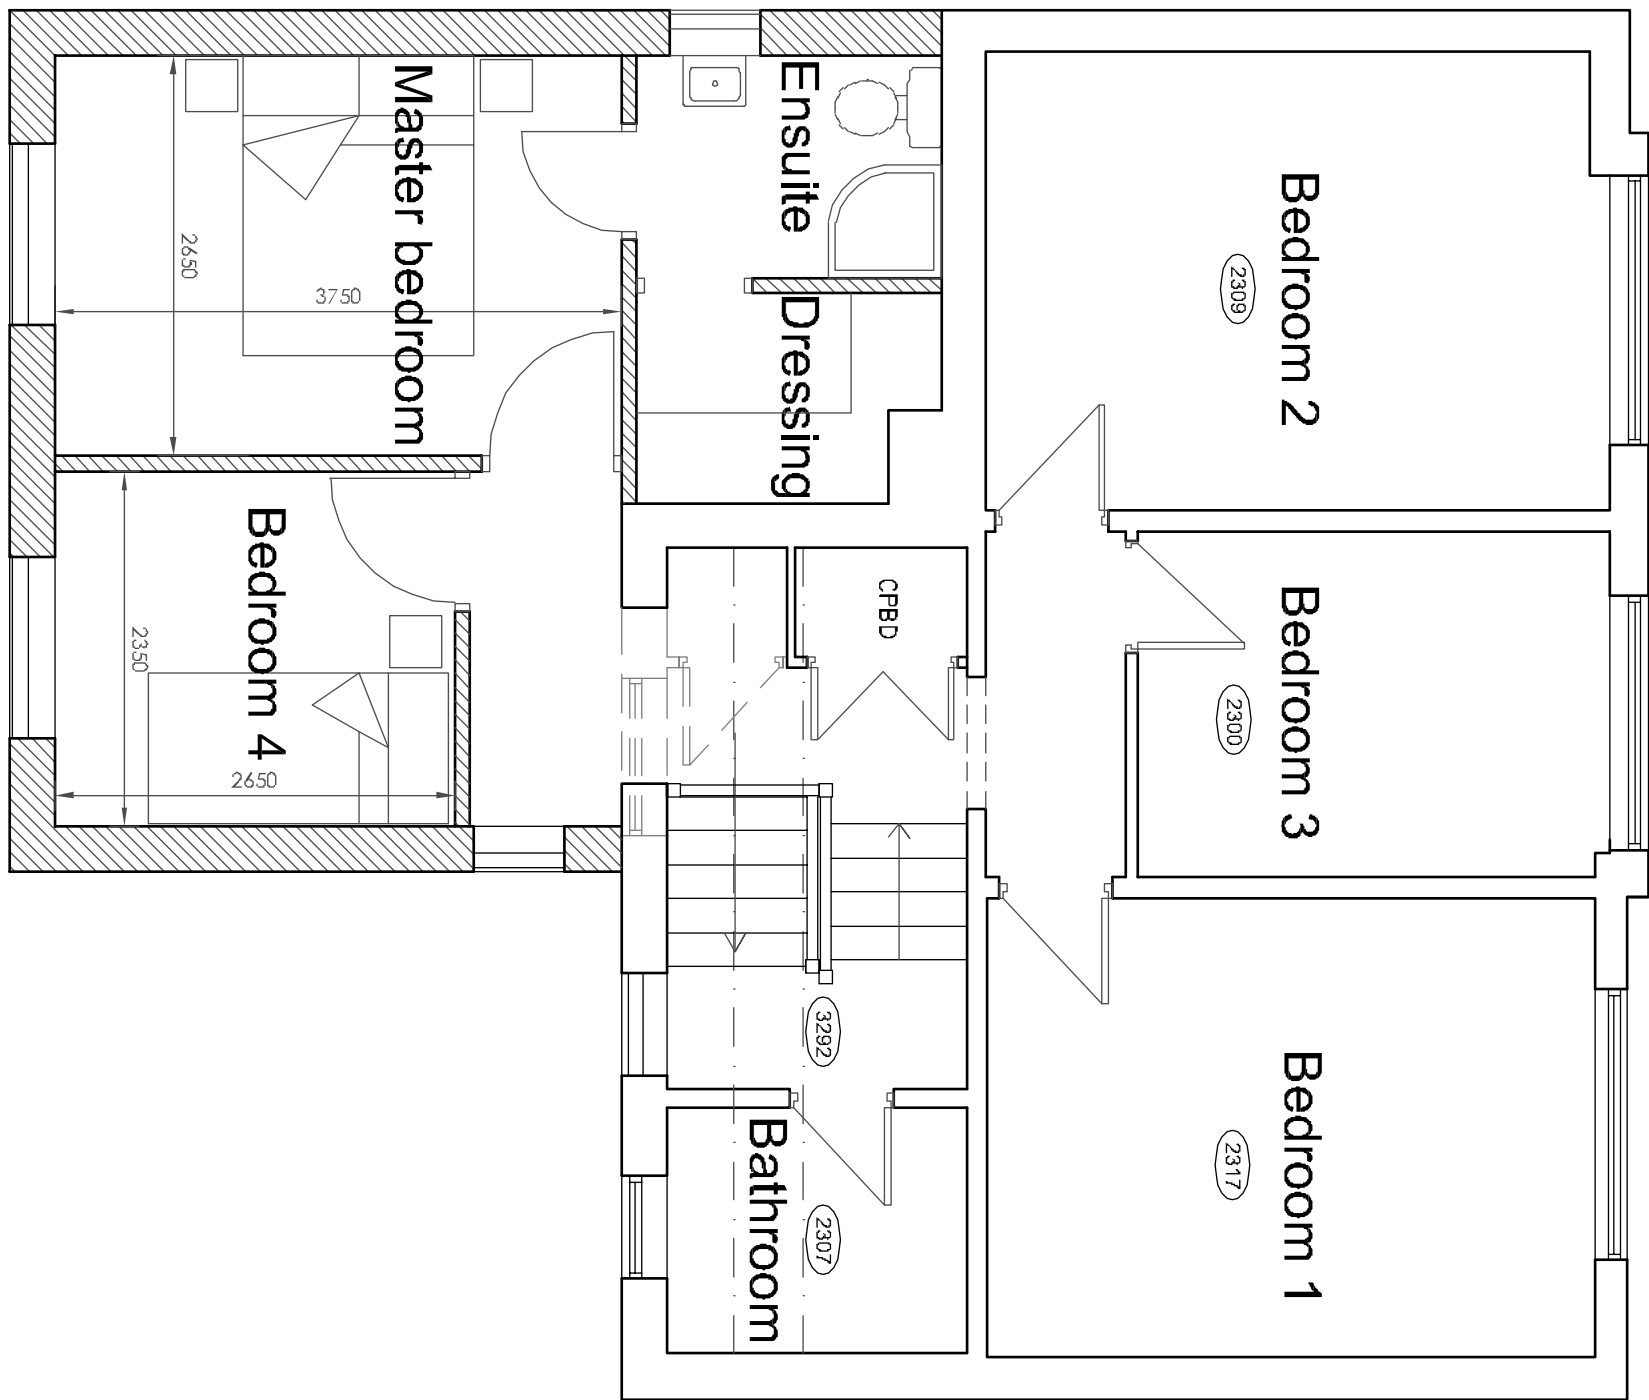 Master bedroom
2650
3750
Ensuite
Dressing
Bedroom 2
2309
Bedroom 4
2350
2650
CPBD
Bedroom 3
2300
3292
Bathroom
2307
Bedroom 1
2317